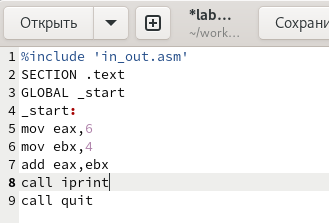 Открыть
*lab...
~/work...
Сохрани
1 %include 'in_out.asm'
2 SECTION .text
3 GLOBAL _start
4 _start:
5 mov eax,6
6 mov ebx,4
7 add eax,ebx
8 call iprint
9 call quit